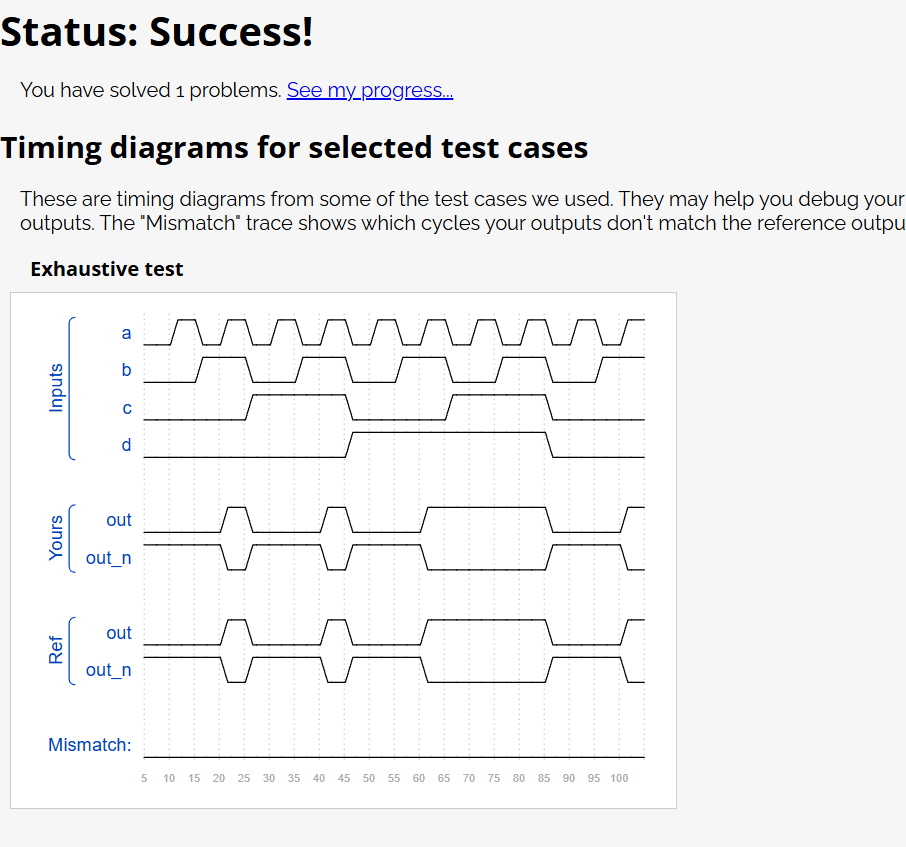 Status: Success!
You have solved 1 problems. See my progress...
Timing diagrams for selected test cases
These are timing diagrams from some of the test cases we used. They may help you debug your
outputs. The "Mismatch" trace shows which cycles your outputs don't match the reference outpu
Exhaustive test
Inputs
a
b
c
d
Yours
out
out_n
Ref
out
out_n
Mismatch:
5 10 15 20 25 30 35 40 45 50 55 60 65 70 75 80 85 90 95 100